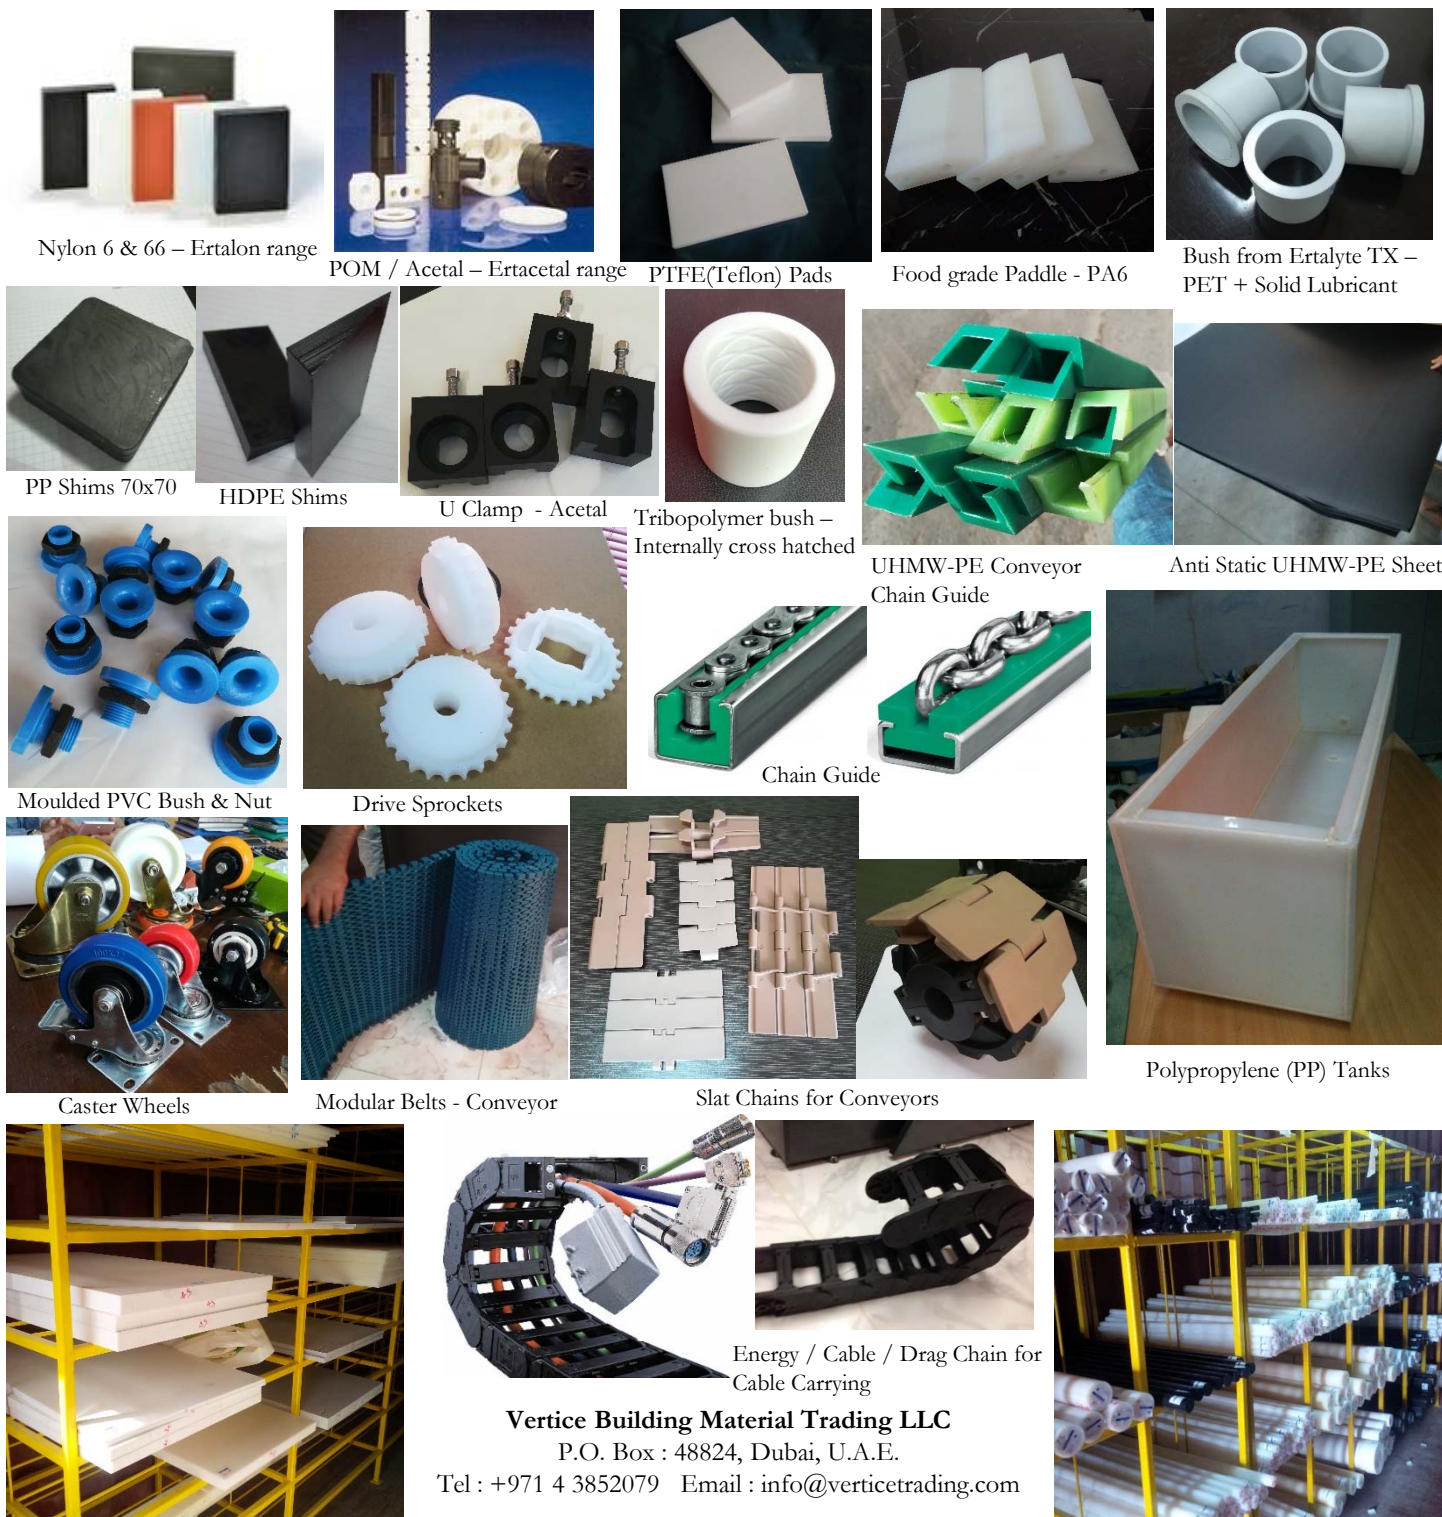 Nylon 6 & 66 – Ertalon range
POM / Acetal – Ertacetal range
PTFE(Teflon) Pads
Food grade Paddle - PA6
Bush from Ertalyte TX –
PET + Solid Lubricant
PP Shims 70x70
HDPE Shims
U Clamp - Acetal
Tribopolymer bush –
Internally cross hatched
UHMW-PE Conveyor
Chain Guide
Anti Static UHMW-PE Sheet
Moulded PVC Bush & Nut
Drive Sprockets
Chain Guide
Polypropylene (PP) Tanks
Caster Wheels
Modular Belts - Conveyor
Slat Chains for Conveyors
Energy / Cable / Drag Chain for
Cable Carrying
Vertice Building Material Trading LLC
P.O. Box : 48824, Dubai, U.A.E.
Tel : +971 4 3852079 Email : info@verticetrading.com